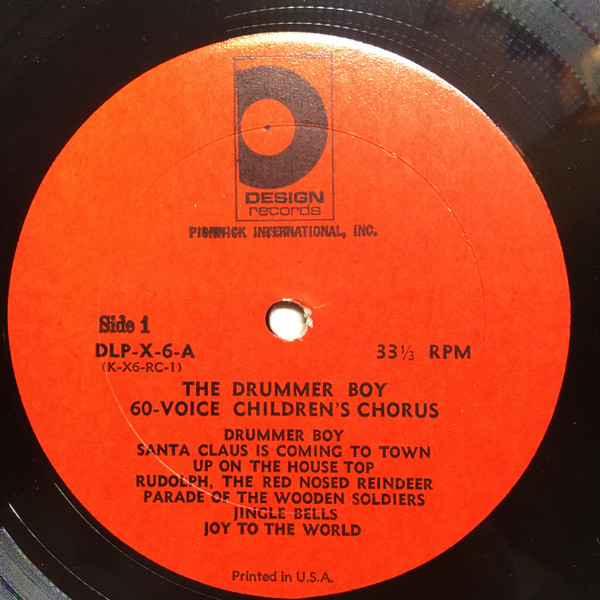 DESIGN
records
PICKWICK INTERNATIONAL, INC.
Side 1
DLP-X-6-A
33 1/3 RPM
(K-X6-RC-1)
THE DRUMMER BOY
60-VOICE CHILDREN'S CHORUS
DRUMMER BOY
SANTA CLAUS IS COMING TO TOWN
UP ON THE HOUSE TOP
RUDOLPH, THE RED NOSED REINDEER
PARADE OF THE WOODEN SOLDIERS
JINGLE BELLS
JOY TO THE WORLD
Printed in U.S.A.